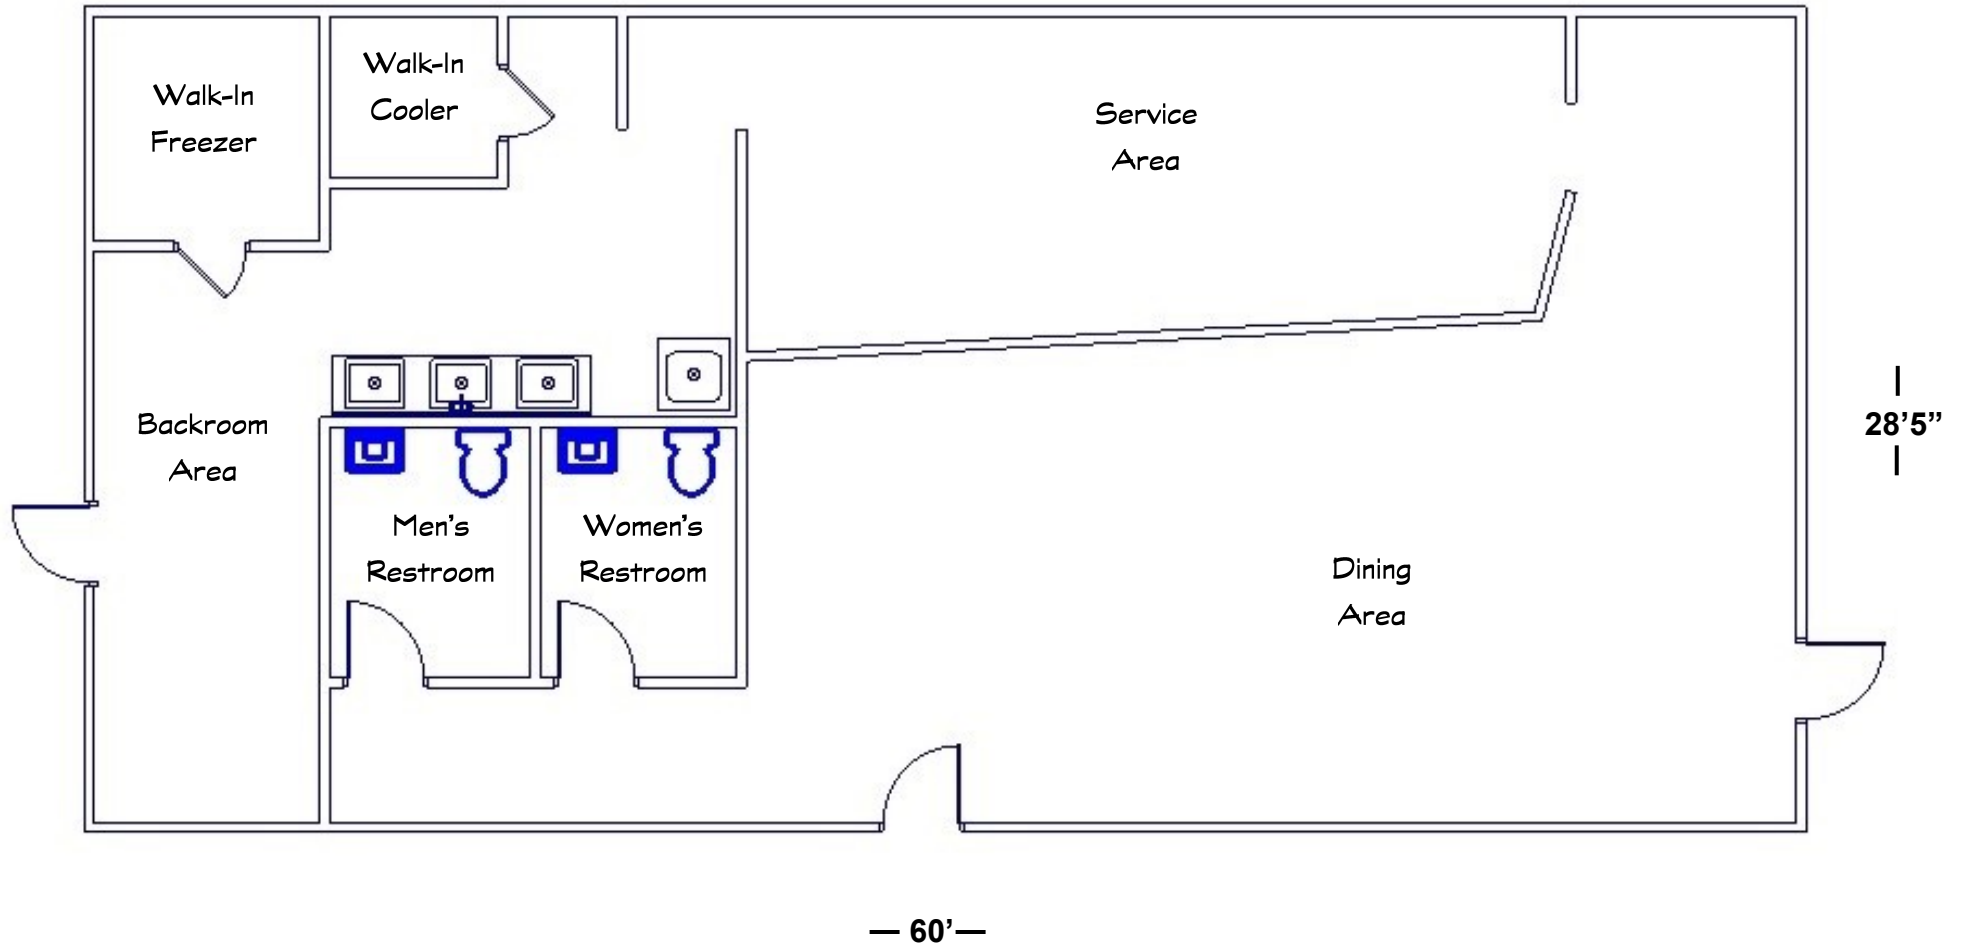 Walk-In
Freezer
Walk-In
Cooler
Service
Area
Backroom
Area
Men's
Restroom
Women's
Restroom
Dining
Area
28’5”
60’